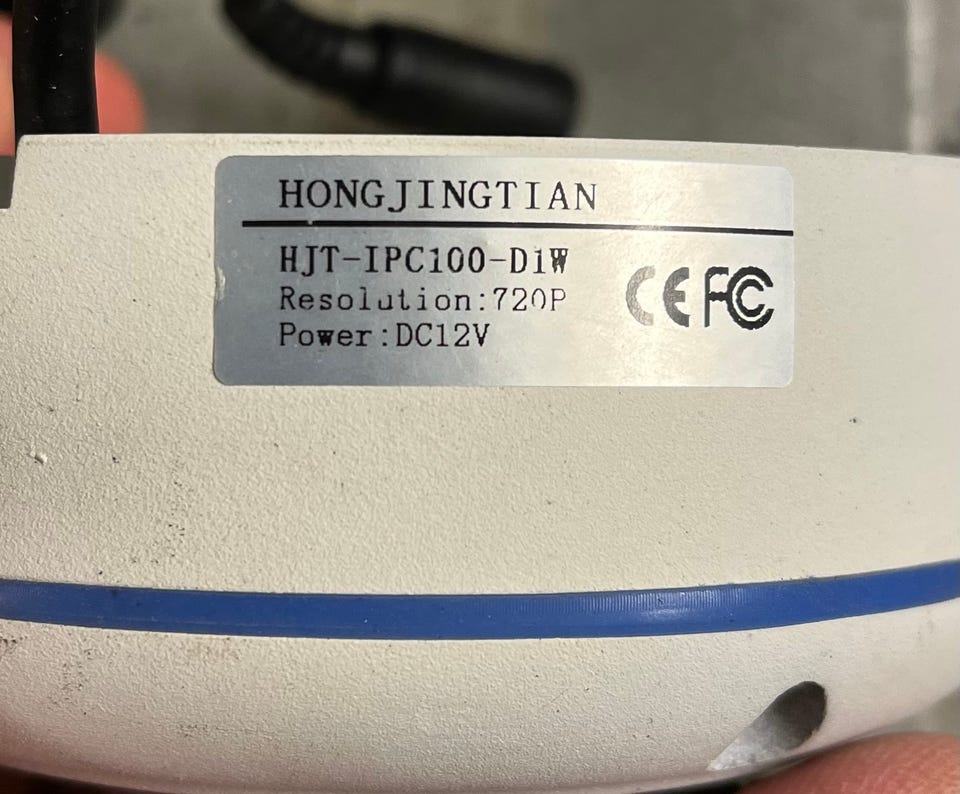 HONGJINGTIAN
HJT-IPC100-D1W
Resolution:720P
Power:DC12V
CE FC